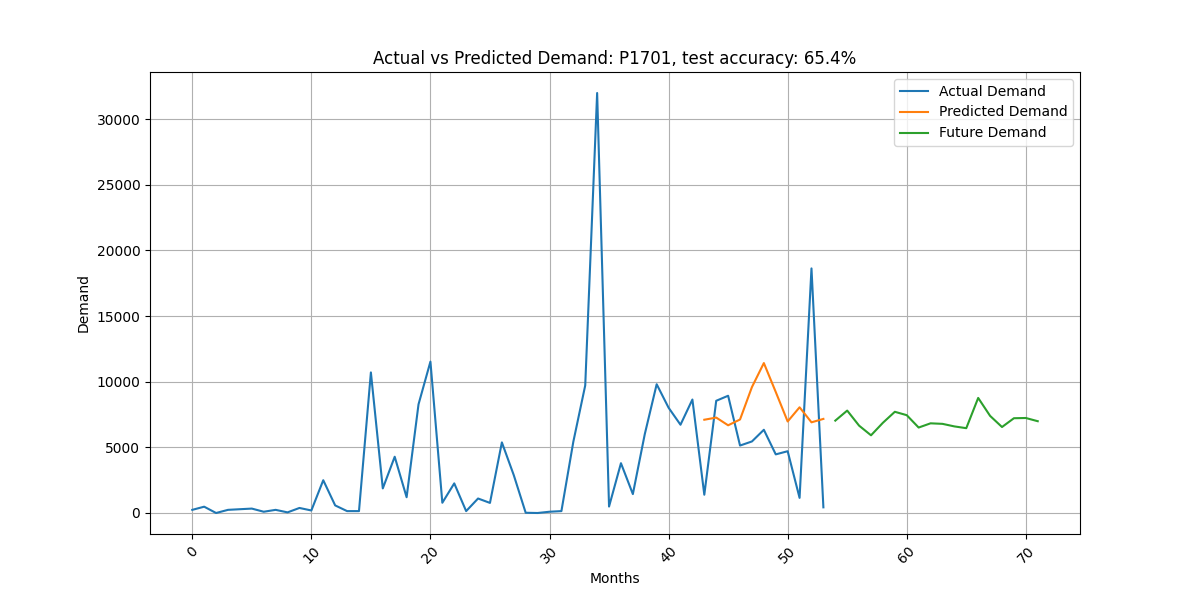 Actual vs Predicted Demand: P1701, test accuracy: 65.4%
Actual Demand
Predicted Demand
Future Demand
30000
25000
20000
15000
10000
5000
0
Demand
0
10
20
30
40
50
60
70
Months